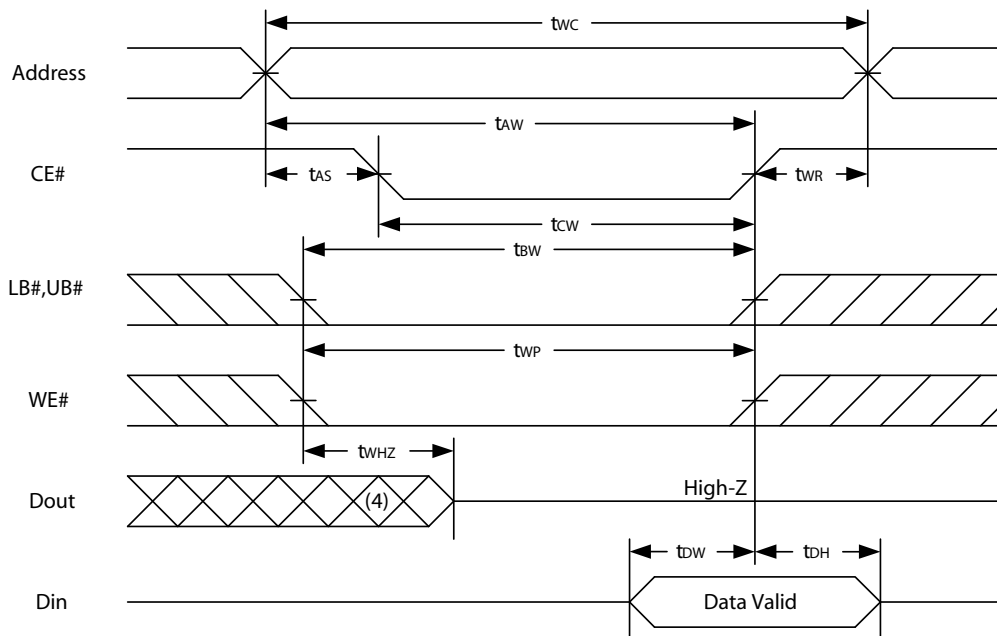 tWC
Address
tAW
CE#
tAS
tWR
tCW
tBW
LB#,UB#
tWP
WE#
tWHZ
Dout
(4)
High-Z
tDW
tDH
Din
Data Valid